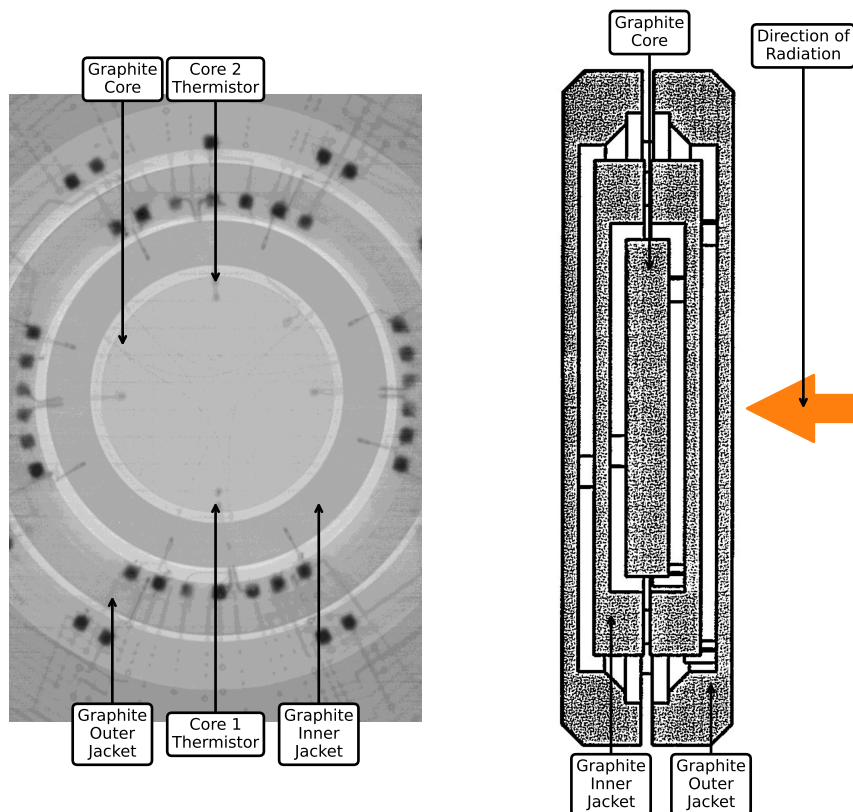 Graphite
Core
Core 2
Thermistor
Graphite
Core
Direction of
Radiation
Graphite
Outer
Jacket
Core 1
Thermistor
Graphite
Inner
Jacket
Graphite
Inner
Jacket
Graphite
Outer
Jacket